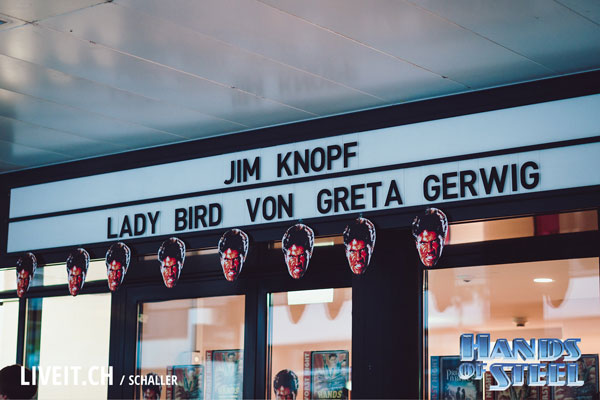 JIM KNOPF
LADY BIRD VON GRETA GERWIG
HANDS
OF STEEL
LIVEIT.CH / SCHALLER